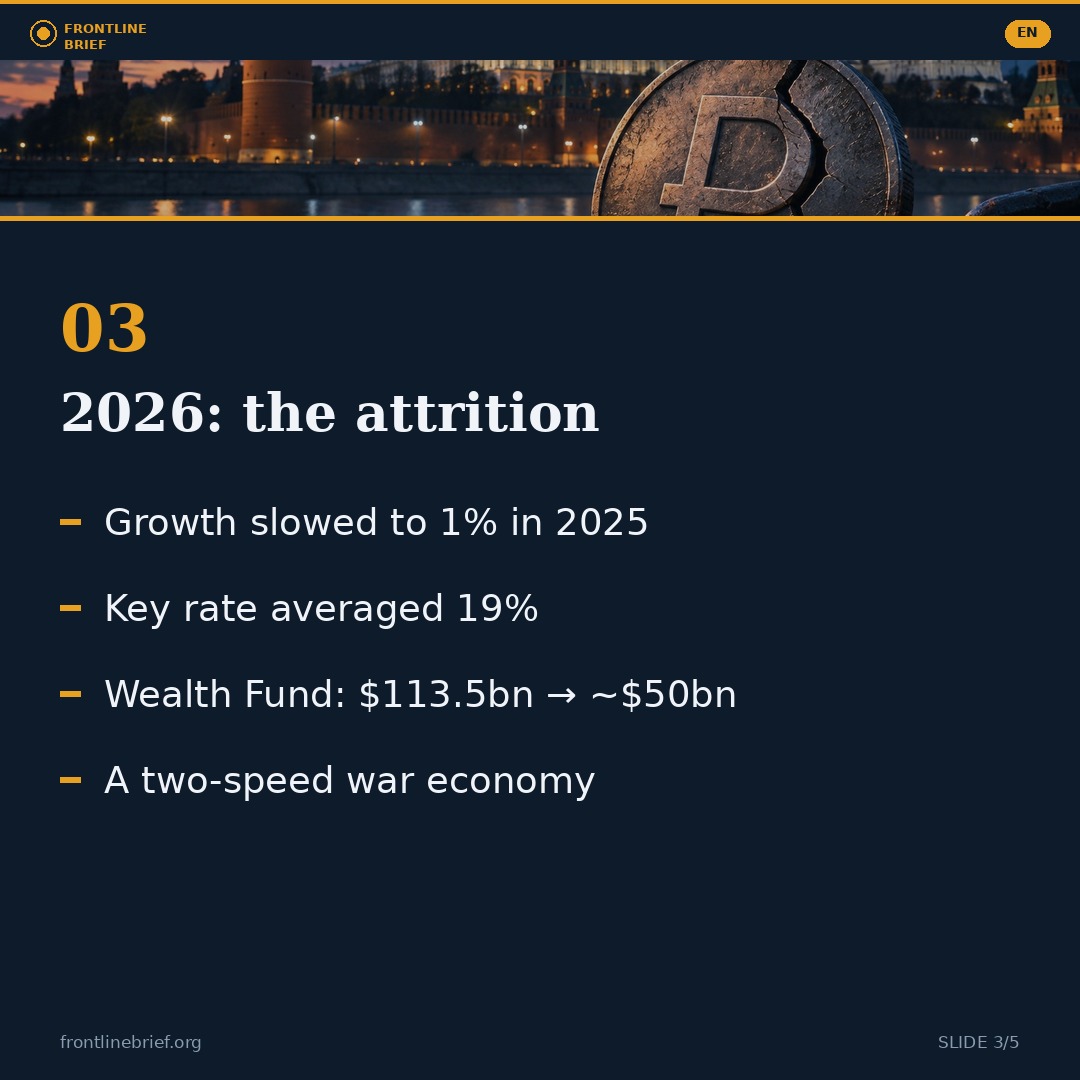 FRONTLINE
BRIEF
EN
03
2026: the attrition
Growth slowed to 1% in 2025
Key rate averaged 19%
Wealth Fund: $113.5bn → ~$50bn
A two-speed war economy
frontlinebrief.org
SLIDE 3/5